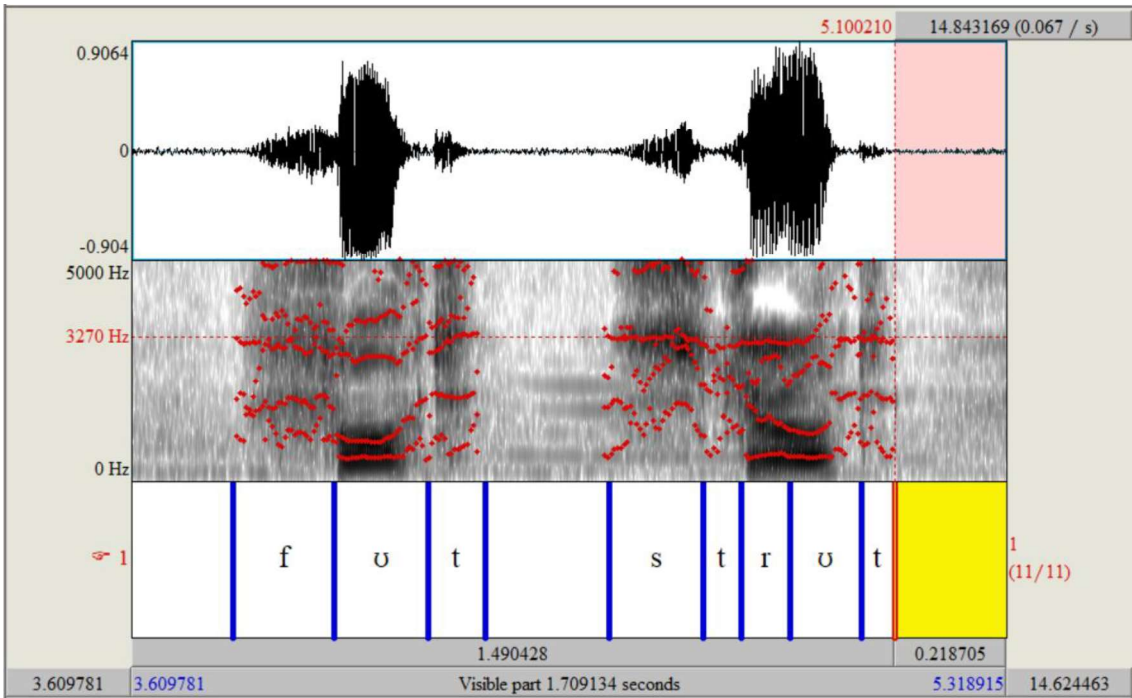 5.100210 14.843169 (0.067 / s)
0.9064
0
-0.904
5000 Hz
3270 Hz
0 Hz
☞ 1 f ʊ t s t r ʊ t 1
(11/11)
1.490428 0.218705
3.609781 3.609781 Visible part 1.709134 seconds 5.318915 14.624463